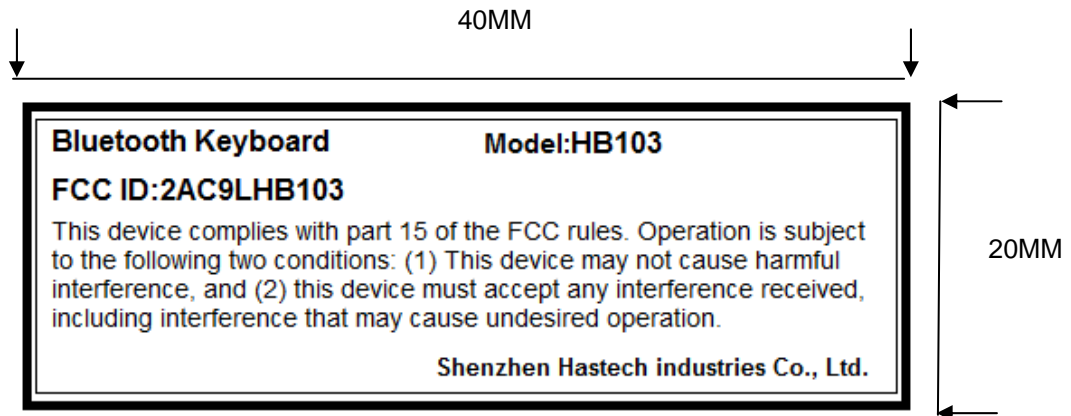 40MM
Bluetooth Keyboard Model:HB103
FCC ID:2AC9LHB103
This device complies with part 15 of the FCC rules. Operation is subject
to the following two conditions: (1) This device may not cause harmful
interference, and (2) this device must accept any interference received,
including interference that may cause undesired operation.
20MM
Shenzhen Hastech industries Co., Ltd.